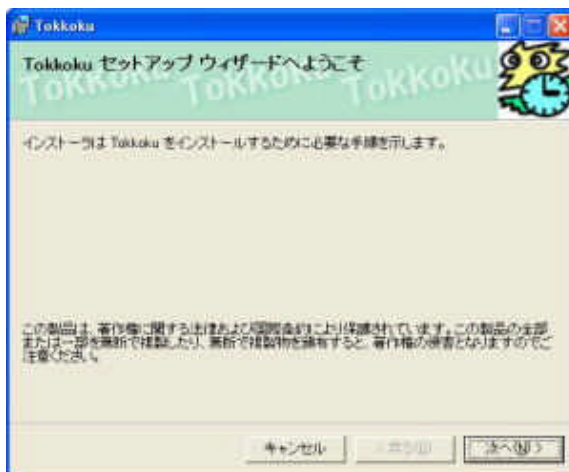 Tokkoku
Tokkoku セットアップ ウィザードへようこそ
Tokkoku Tokkoku Tokkoku
インストーラは Tokkoku をインストールするために必要な手順を示します。
この製品は、著作権に関する法律および国際条約により保護されています。この製品の全部
または一部を無断で複製したり、無断で複製物を頒布すると、著作権の侵害となりますのでご
注意ください。
キャンセル
< 戻る(B)
次へ(N) >